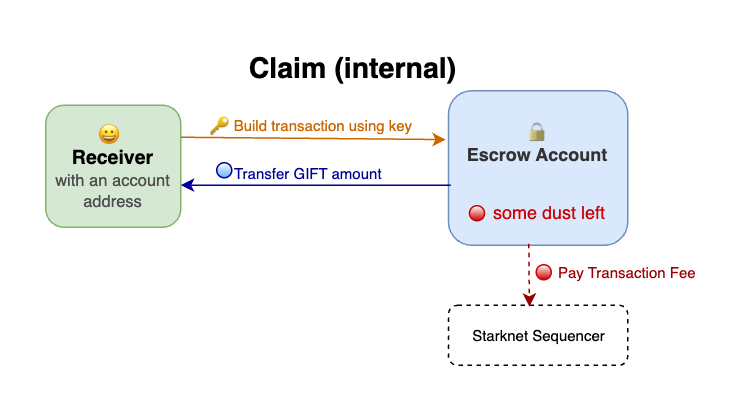 Claim (internal)
Build transaction using key
Receiver
with an account
address
Transfer GIFT amount
Escrow Account
some dust left
Pay Transaction Fee
Starknet Sequencer